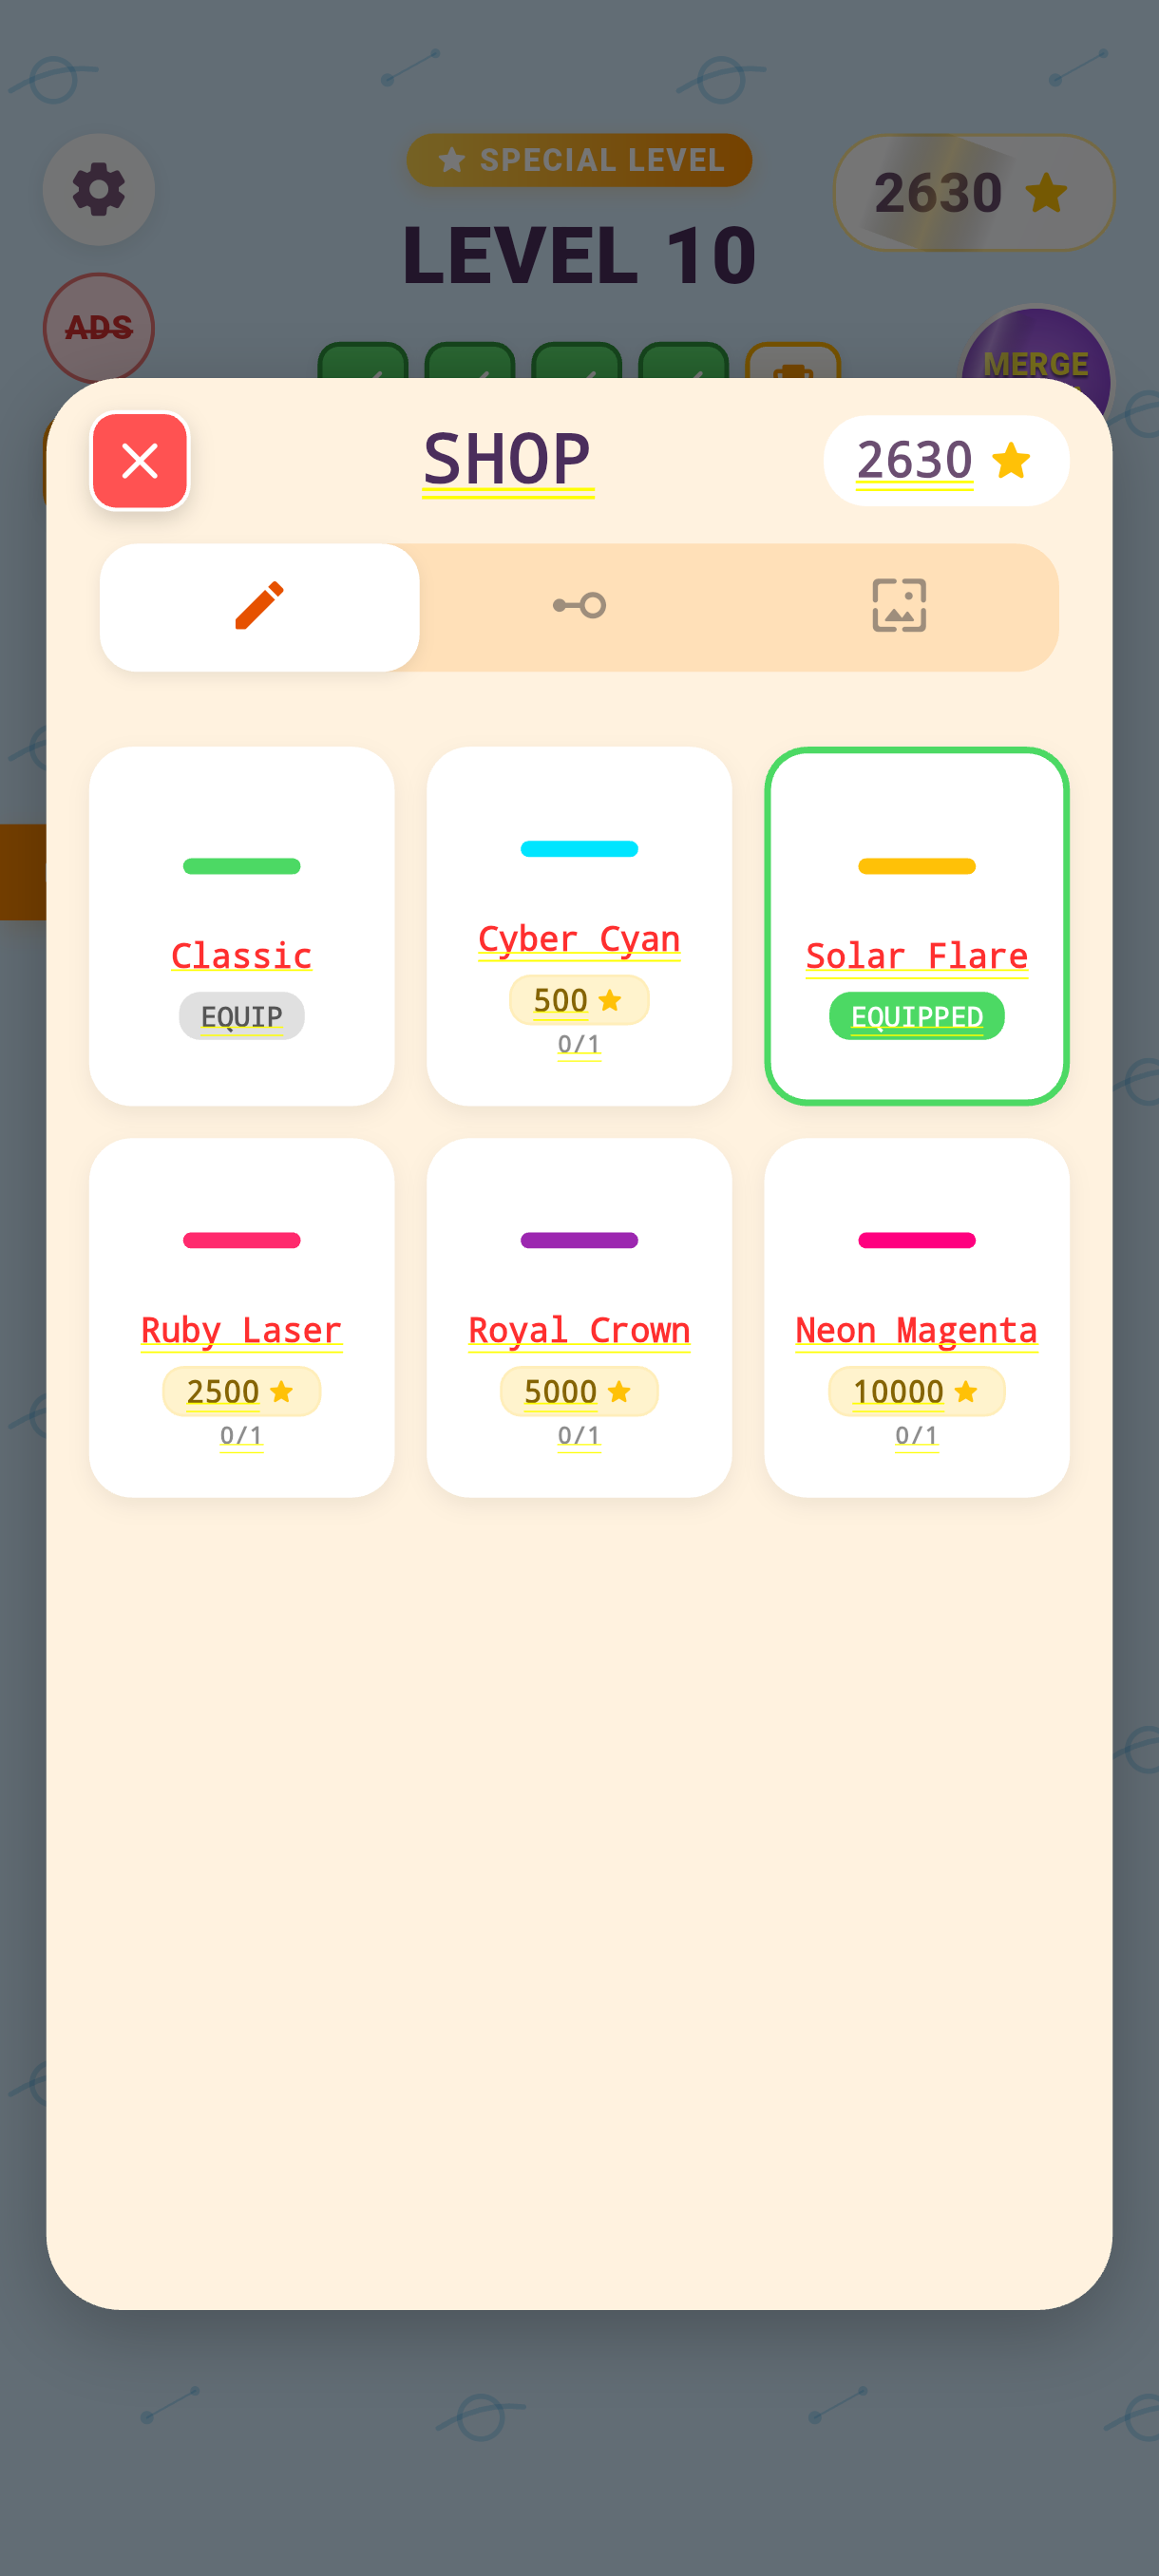 SPECIAL LEVEL
2630
LEVEL 10
ADS
MERGE
SHOP
2630
Classic
EQUIP
Cyber Cyan
500
0/1
Solar Flare
EQUIPPED
Ruby Laser
2500
0/1
Royal Crown
5000
0/1
Neon Magenta
10000
0/1